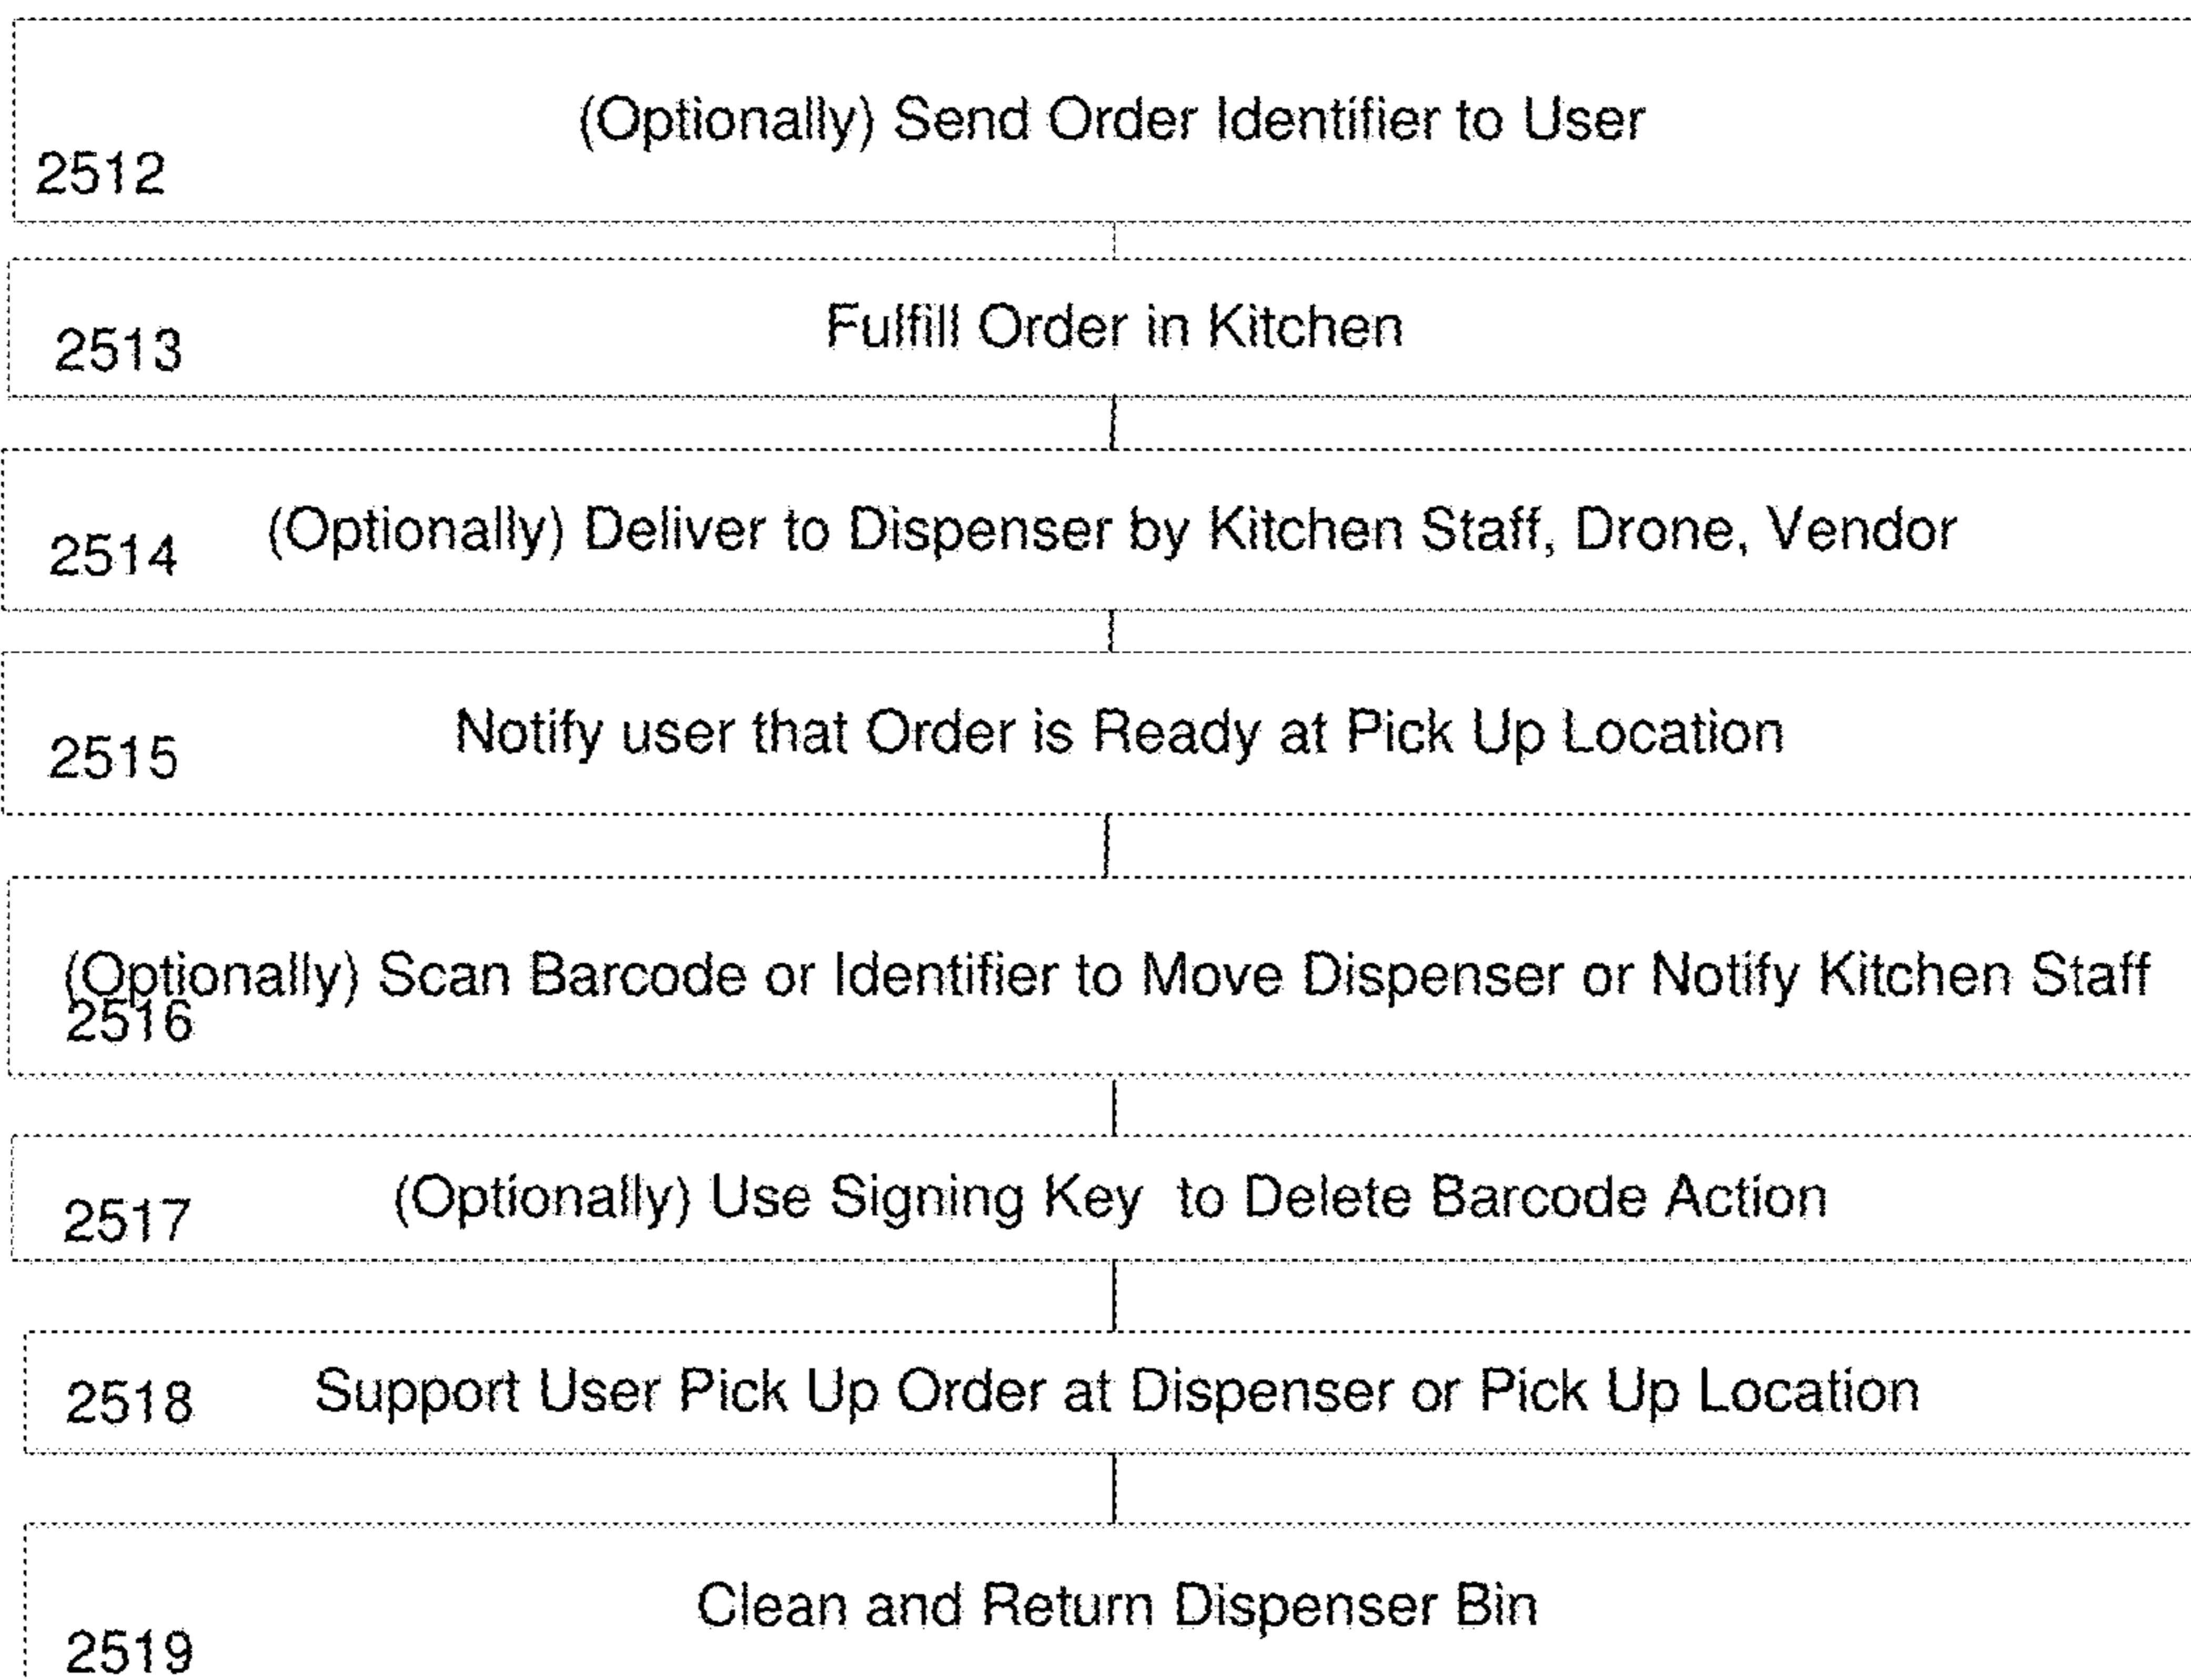 (Optionally) Send Order Identifier to User
2512
Fulfill Order in Kitchen
2513
(Optionally) Deliver to Dispenser by Kitchen Staff, Drone, Vendor
2514
Notify user that Order is Ready at Pick Up Location
2515
(Optionally) Scan Barcode or Identifier to Move Dispenser or Notify Kitchen Staff
2516
(Optionally) Use Signing Key to Delete Barcode Action
2517
Support User Pick Up Order at Dispenser or Pick Up Location
2518
Clean and Return Dispenser Bin
2519